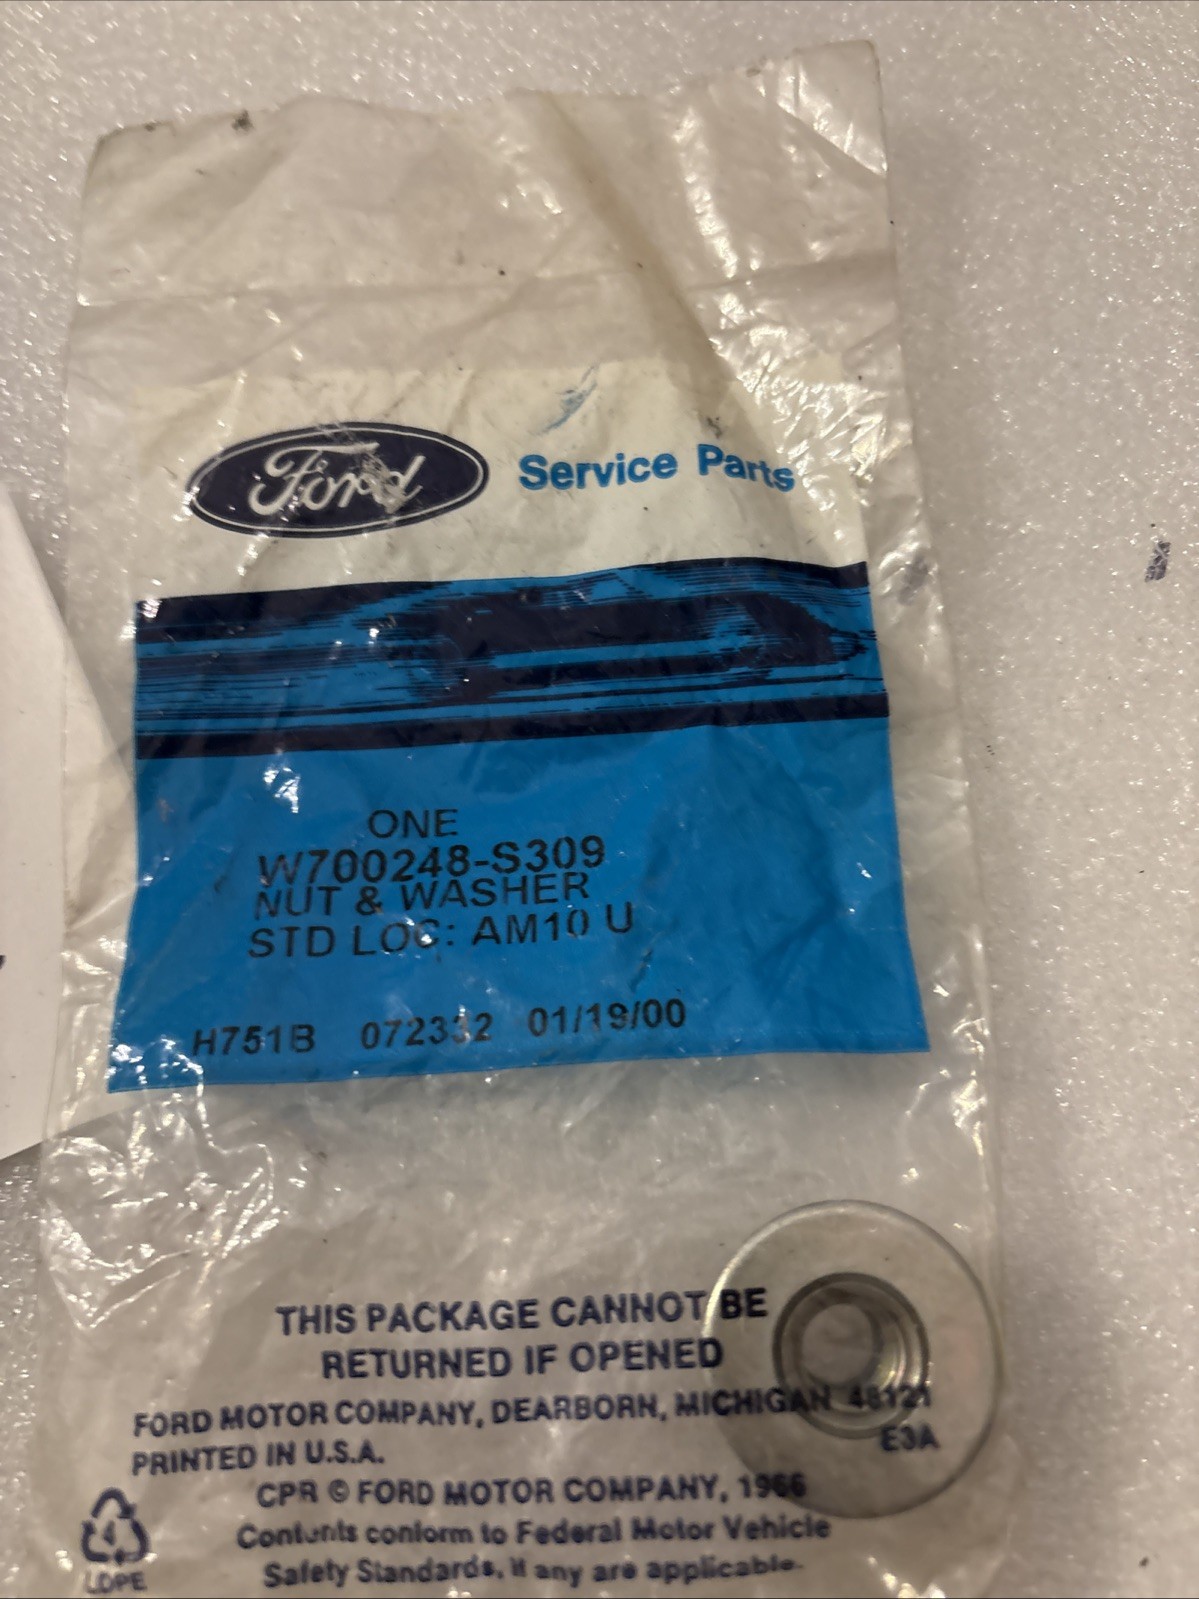 Ford Service Parts
ONE
W700248-S309
NUT & WASHER
STD LOC: AM10 U
H751B 072332 01/19/00
THIS PACKAGE CANNOT BE
RETURNED IF OPENED
FORD MOTOR COMPANY, DEARBORN, MICHIGAN 48121
PRINTED IN U.S.A.
E3A
CPR © FORD MOTOR COMPANY, 1966
Contents conform to Federal Motor Vehicle
Safety Standards, if any are applicable.
4
LDPE